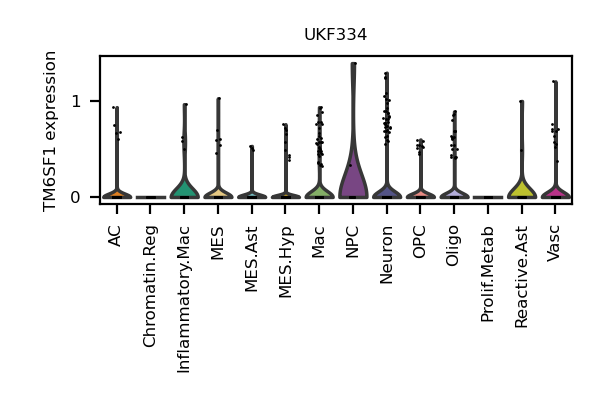 UKF334
TM6SF1 expression
1
0
AC
Chromatin.Reg
Inflammatory.Mac
MES
MES.Ast
MES.Hyp
Mac
NPC
Neuron
OPC
Oligo
Prolif.Metab
Reactive.Ast
Vasc